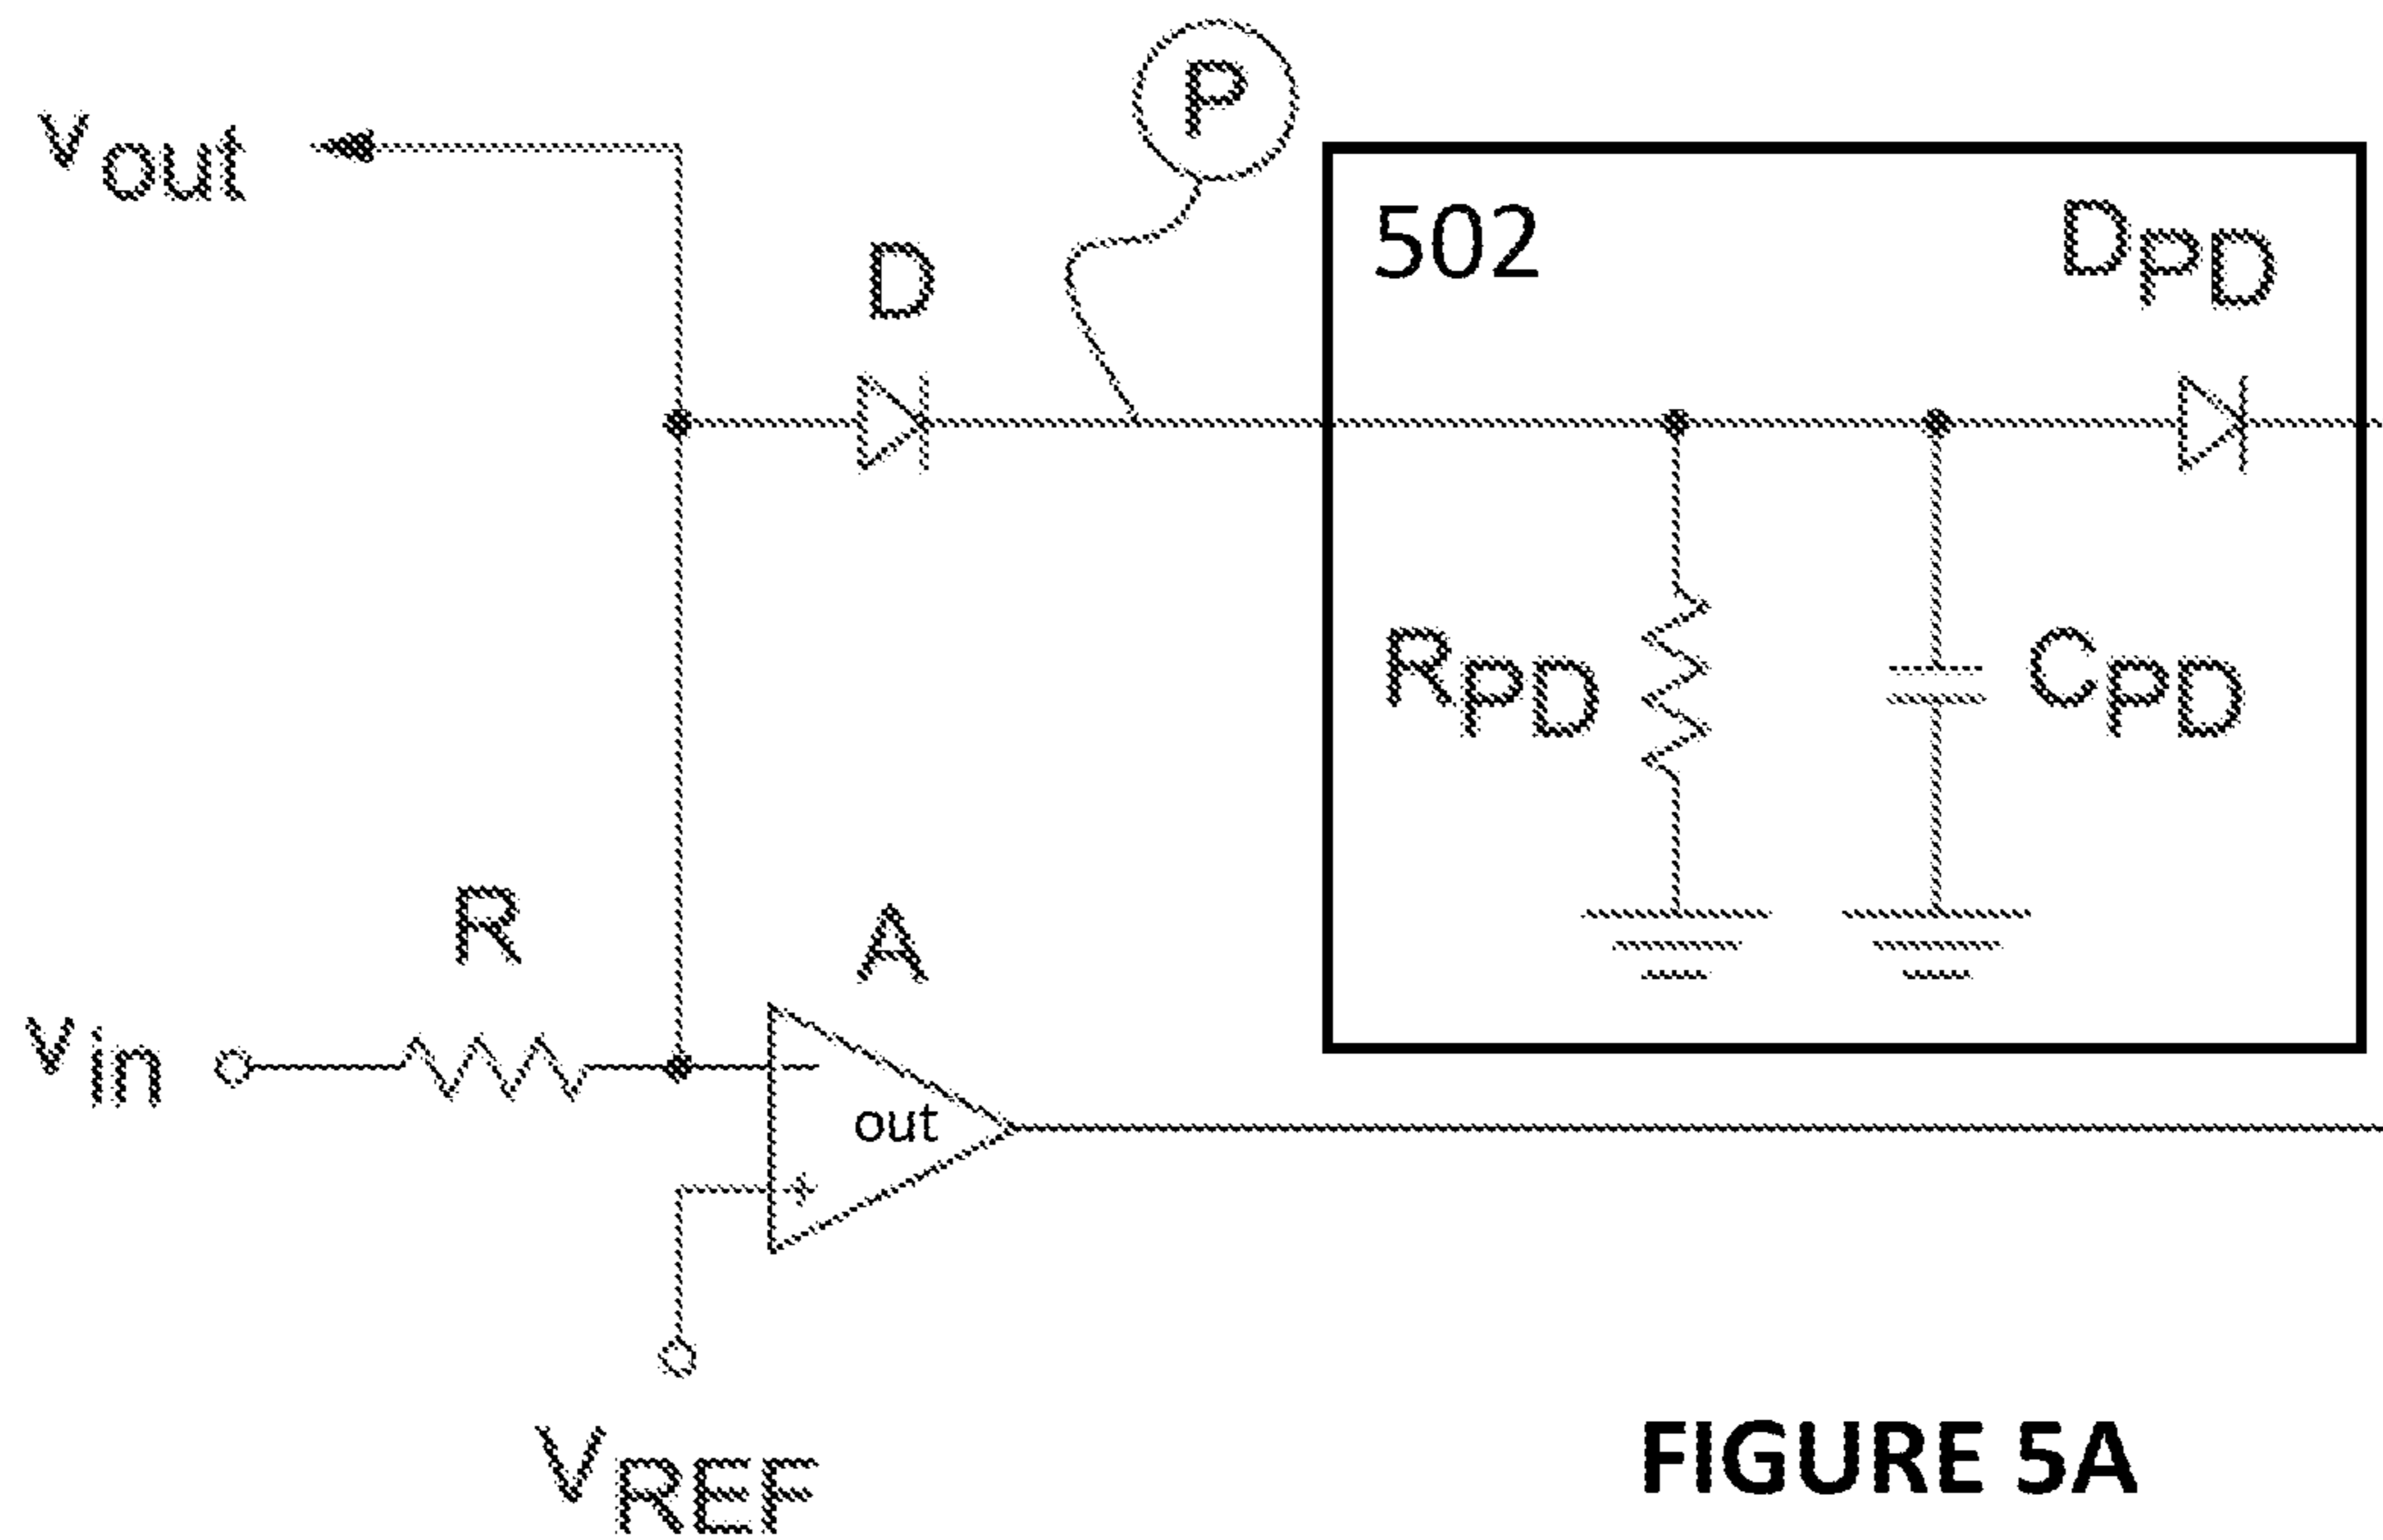 P
vout
502
DPD
D
RPD
CPD
R
A
vin
−
out
+
VREF
FIGURE 5A